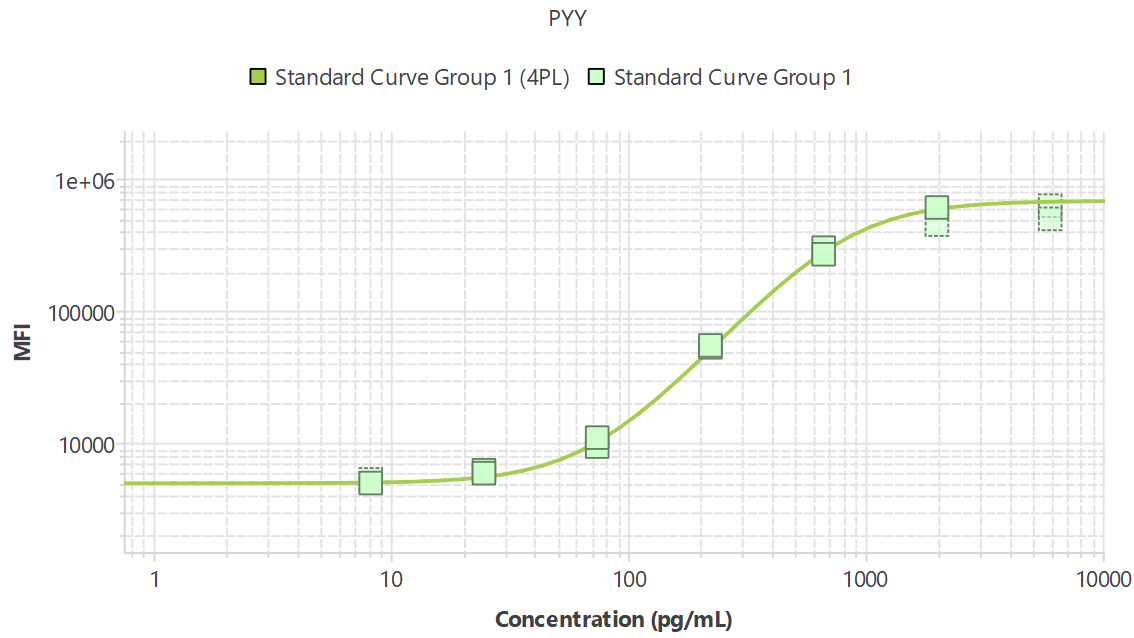 PYY
Standard Curve Group 1 (4PL) Standard Curve Group 1
1e+06
100000
10000
MFI
1 10 100 1000 10000
Concentration (pg/mL)